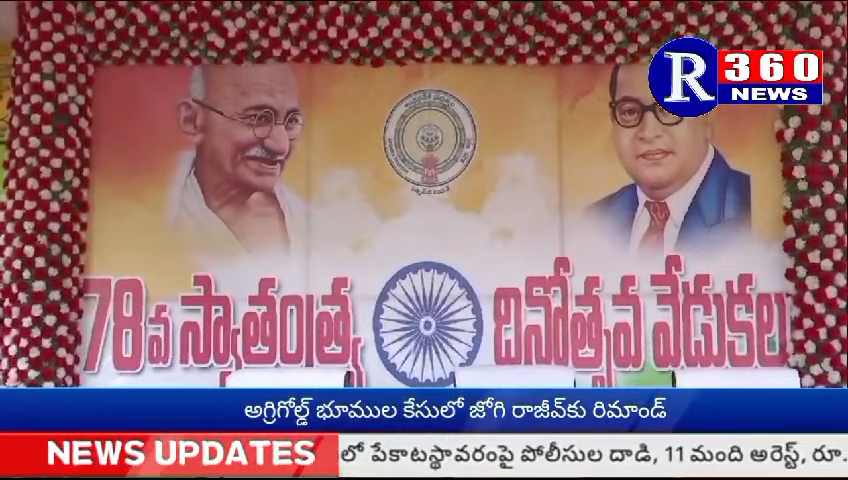 R 360
NEWS
78వ స్వాతంత్ర్య దినోత్సవ వేడుకలు
అగ్రిగోల్డ్ భూముల కేసులో జోగి రాజీవ్‌కు రిమాండ్
NEWS UPDATES లో పేకాటస్థావరంపై పోలీసుల దాడి, 11 మంది అరెస్ట్, రూ.